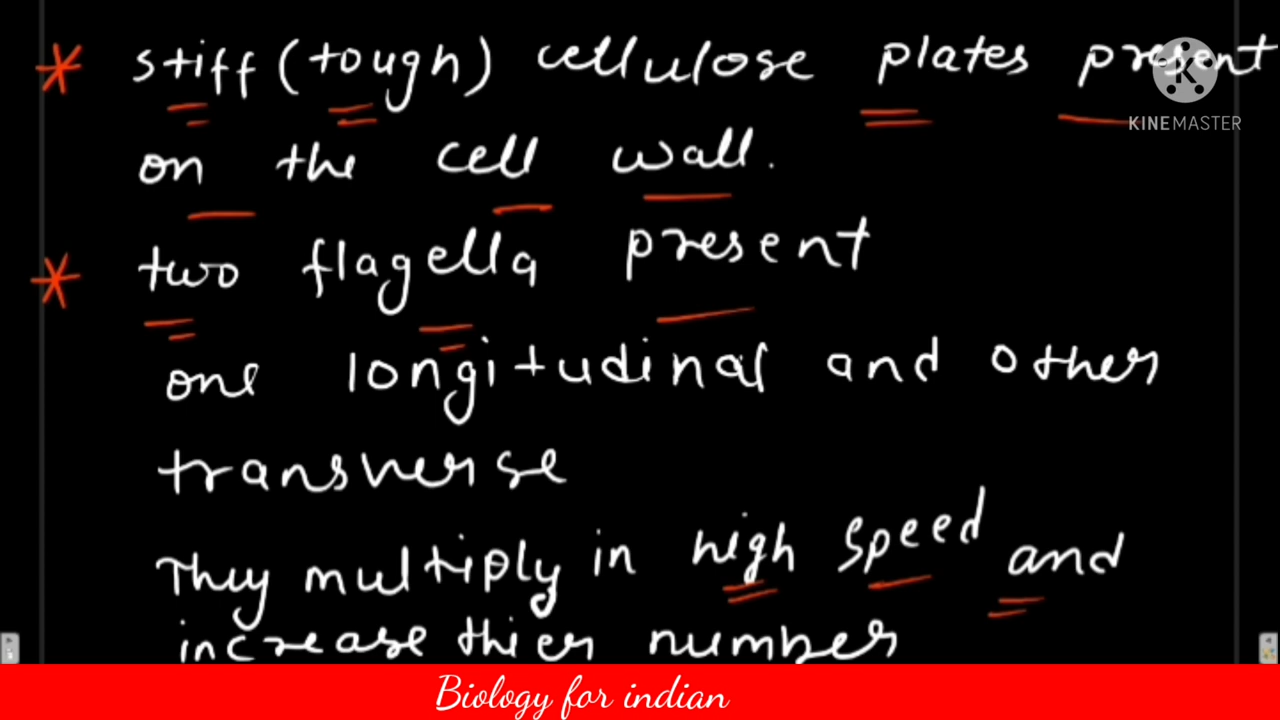 * stiff (tough) cellulose plates present
KINEMASTER
on the cell wall.
* two flagella present
one longitudinal and other
transverse
They multiply in high speed and
increase thier number
Biology for indian